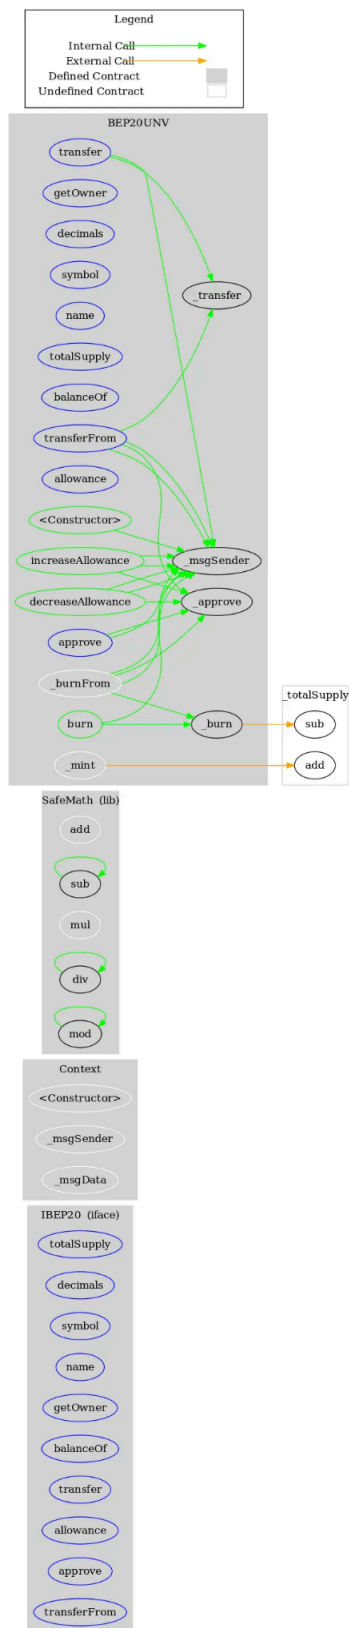 Legend
Internal Call
External Call
Defined Contract
Undefined Contract
BEP20UNV
transfer
getOwner
decimals
_transfer
symbol
name
totalSupply
balanceOf
transferFrom
allowance
<Constructor>
increaseAllowance
_msgSender
decreaseAllowance
_approve
approve
_burnFrom
_totalSupply
burn
_burn
sub
_mint
add
SafeMath (lib)
add
sub
mul
div
mod
Context
<Constructor>
_msgSender
_msgData
IBEP20 (iface)
totalSupply
decimals
symbol
name
getOwner
balanceOf
transfer
allowance
approve
transferFrom